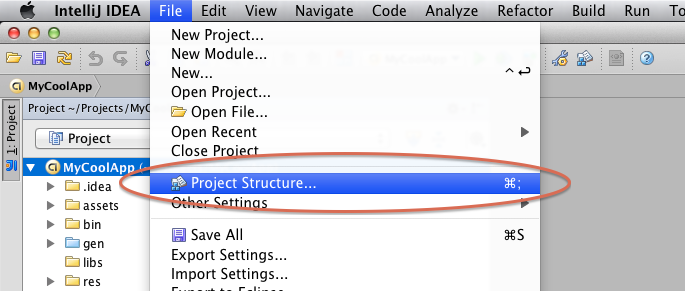 IntelliJ IDEA File Edit View Navigate Code Analyze Refactor Build Run
MyCoolApp
Project ~/Projects/MyC
1: Project
Project
MyCoolApp (
.idea
assets
bin
gen
libs
res
New Project...
New Module...
New... ⌃↩
Open Project...
Open File...
Open Recent
Close Project
Project Structure... ⌘;
Other Settings
Save All ⌘S
Export Settings...
Import Settings...
Export to Eclipse